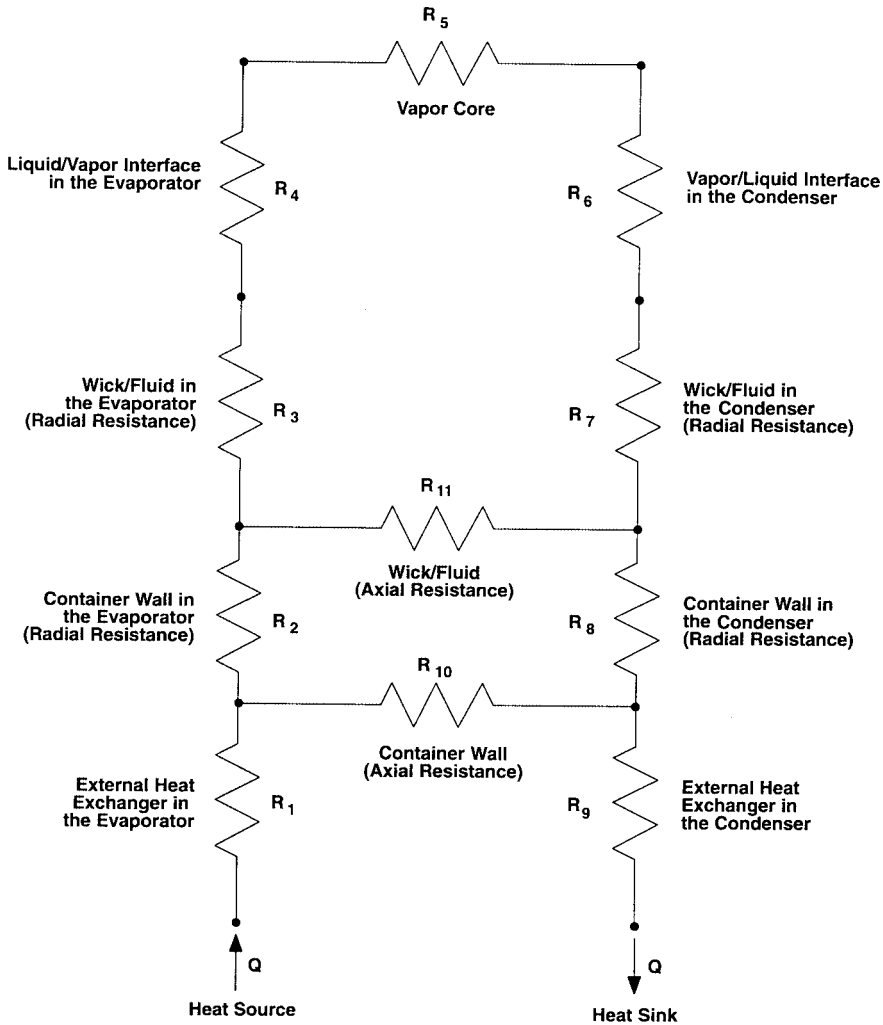 R5
Vapor Core
Liquid/Vapor Interface
in the Evaporator
R4
R6
Vapor/Liquid Interface
in the Condenser
Wick/Fluid in
the Evaporator
(Radial Resistance)
R3
R7
Wick/Fluid in
the Condenser
(Radial Resistance)
R11
Wick/Fluid
(Axial Resistance)
Container Wall in
the Evaporator
(Radial Resistance)
R2
R8
Container Wall in
the Condenser
(Radial Resistance)
R10
Container Wall
(Axial Resistance)
External Heat
Exchanger in
the Evaporator
R1
R9
External Heat
Exchanger in
the Condenser
Q
Heat Source
Q
Heat Sink